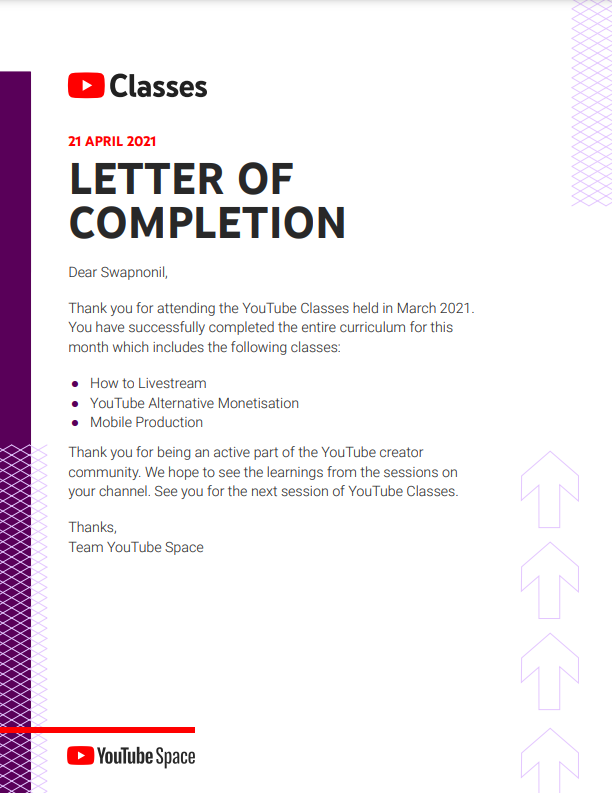 Classes
21 APRIL 2021
LETTER OF
COMPLETION
Dear Swapnonil,
Thank you for attending the YouTube Classes held in March 2021.
You have successfully completed the entire curriculum for this
month which includes the following classes:
● How to Livestream
● YouTube Alternative Monetisation
● Mobile Production
Thank you for being an active part of the YouTube creator
community. We hope to see the learnings from the sessions on
your channel. See you for the next session of YouTube Classes.
Thanks,
Team YouTube Space
YouTube Space